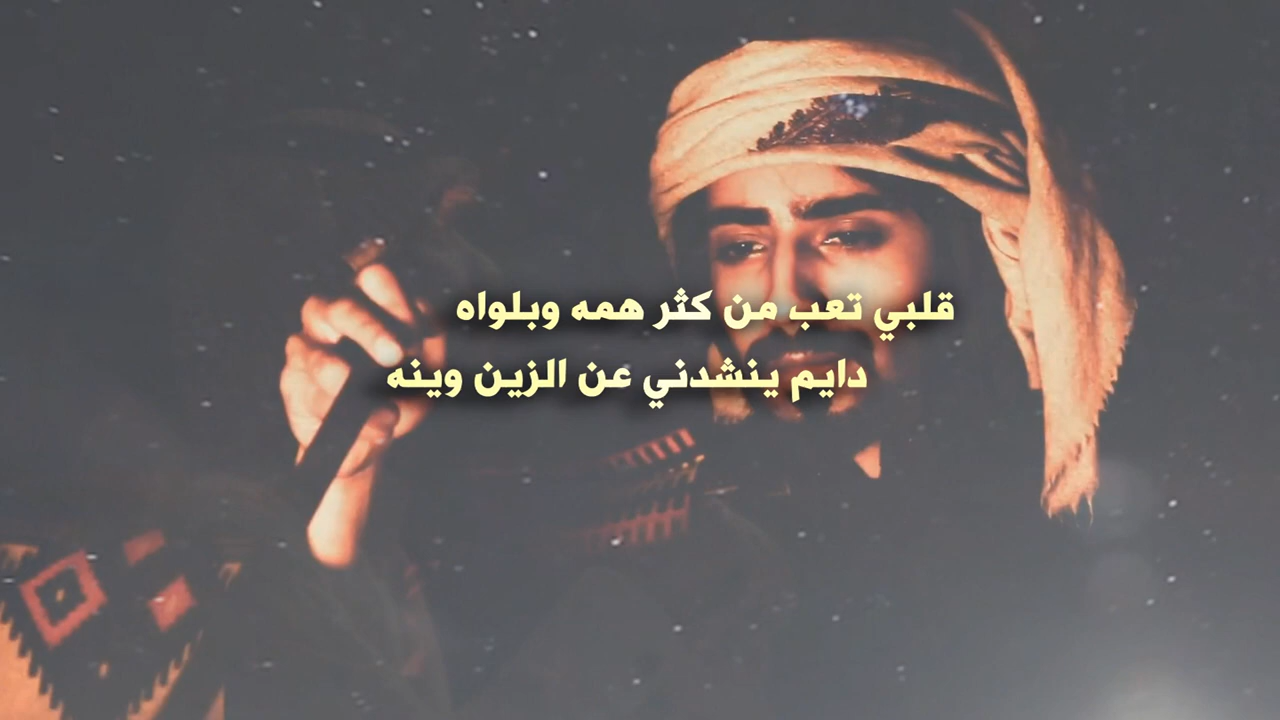 قلبي تعب من كثر همه وبلواه
دايم ينشدني عن الزين وينه